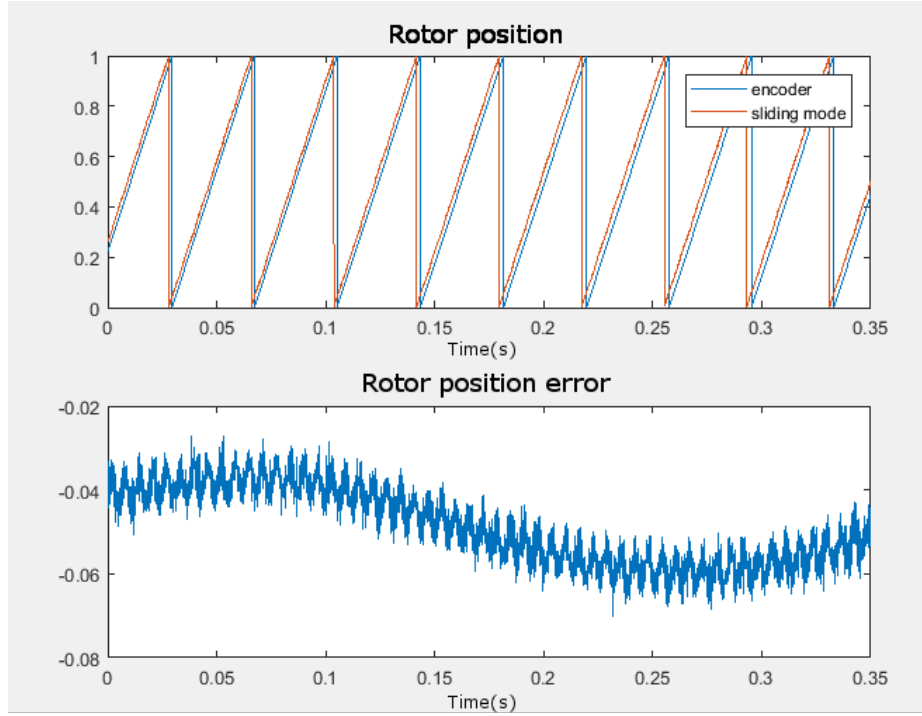 Rotor position
1
0.8
0.6
0.4
0.2
0
encoder
sliding mode
0 0.05 0.1 0.15 0.2 0.25 0.3 0.35
Time(s)
Rotor position error
-0.02
-0.04
-0.06
-0.08
0 0.05 0.1 0.15 0.2 0.25 0.3 0.35
Time(s)